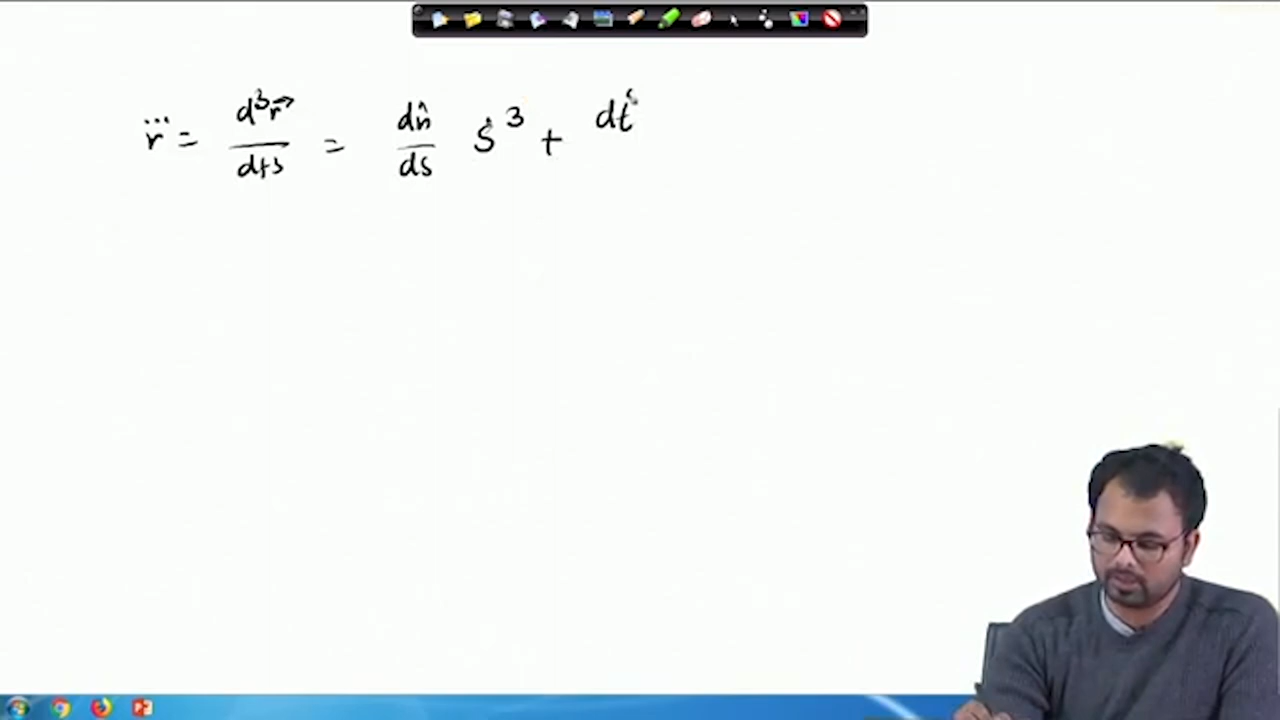 r⃛ = d³r⃗/dt3 = dn̂/ds ṡ³ + dt̂